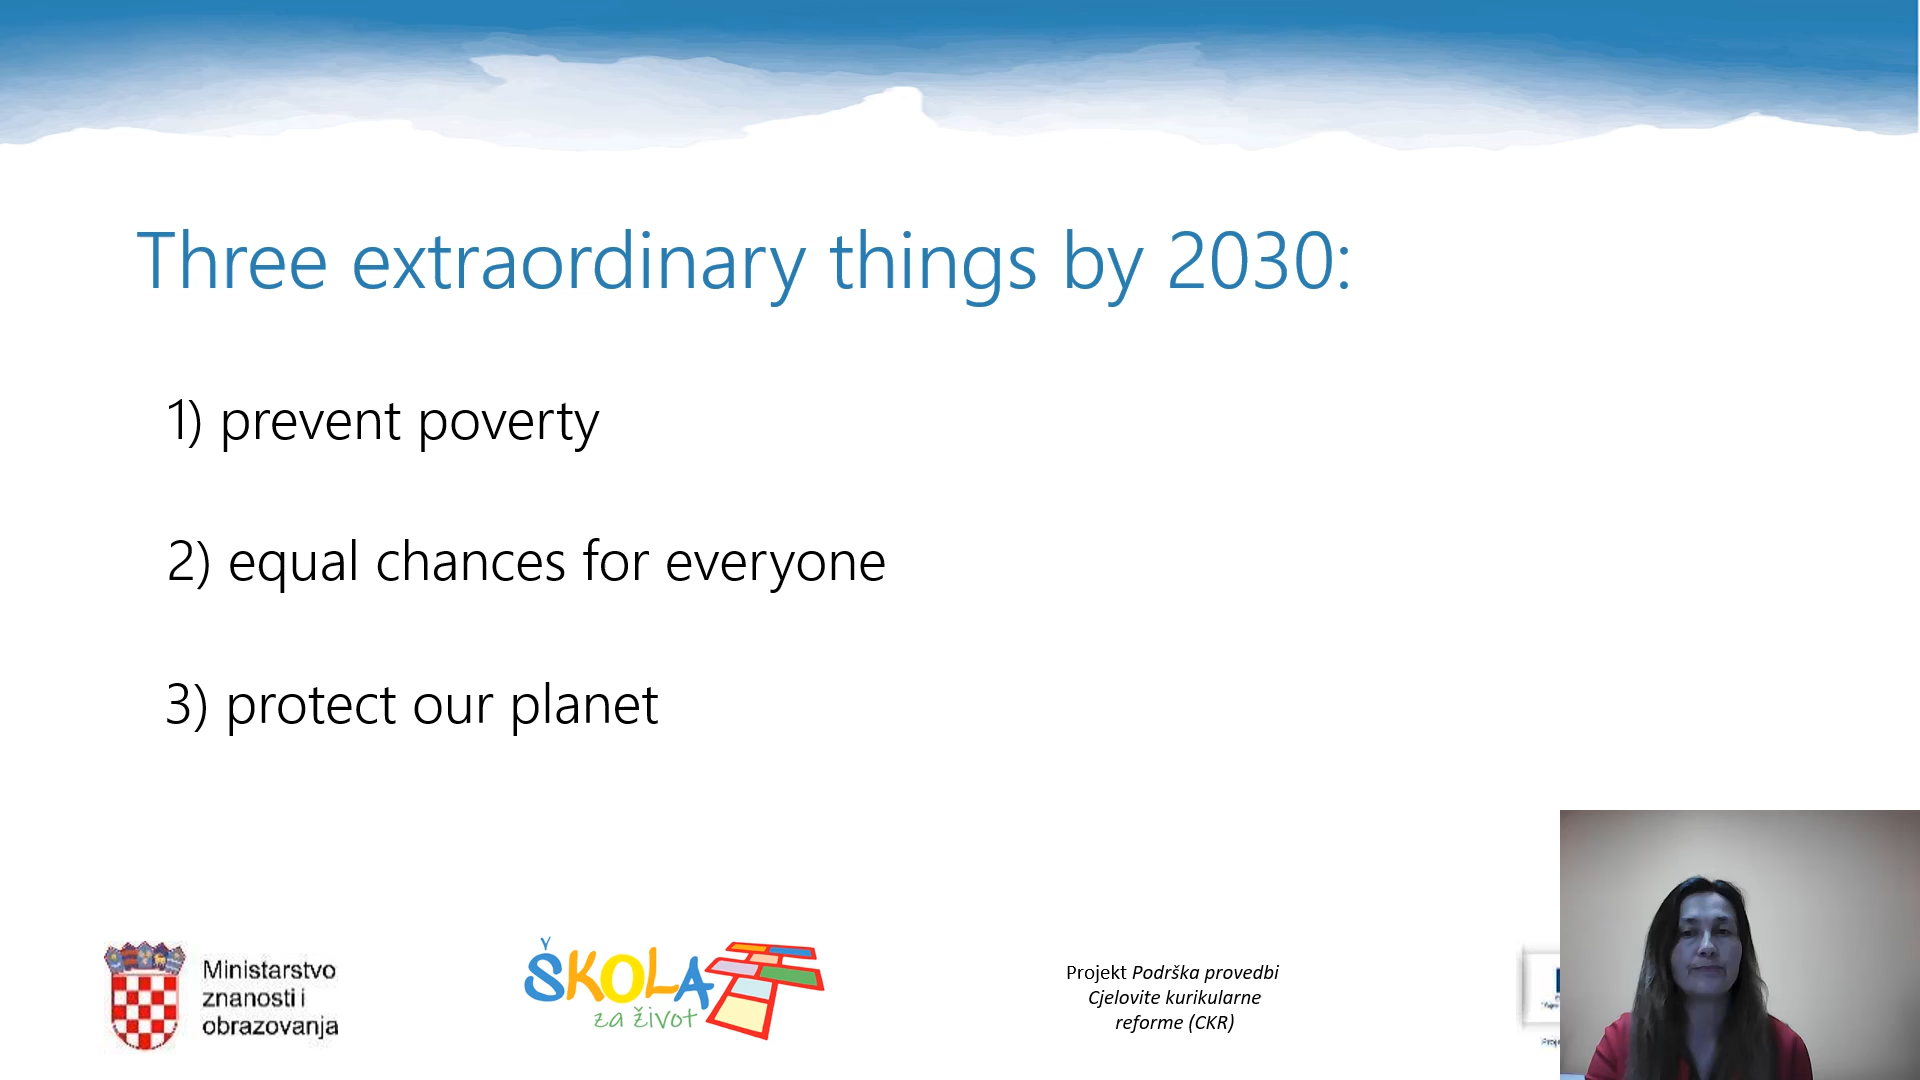 Three extraordinary things by 2030:
1) prevent poverty
2) equal chances for everyone
3) protect our planet
Ministarstvo
znanosti i
obrazovanja
ŠKOLA
za život
Projekt Podrška provedbi
Cjelovite kurikularne
reforme (CKR)